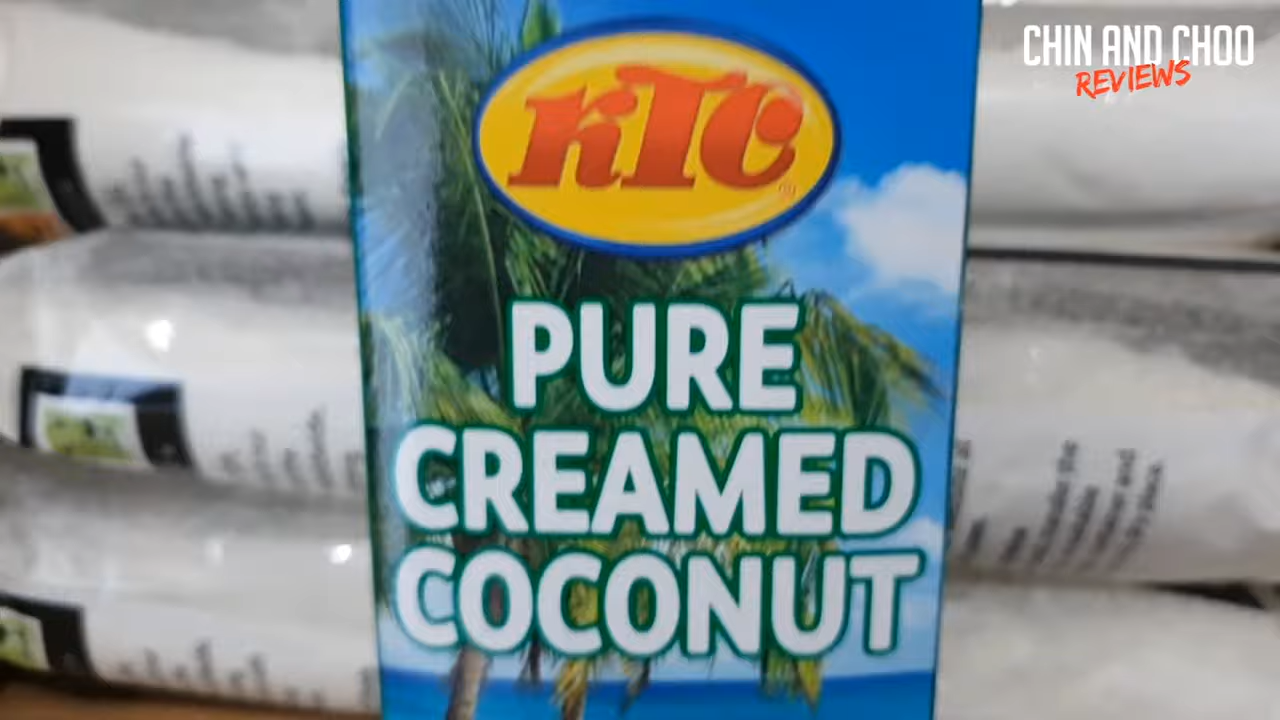 CHIN AND CHOO
REVIEWS
KTC
PURE
CREAMED
COCONUT